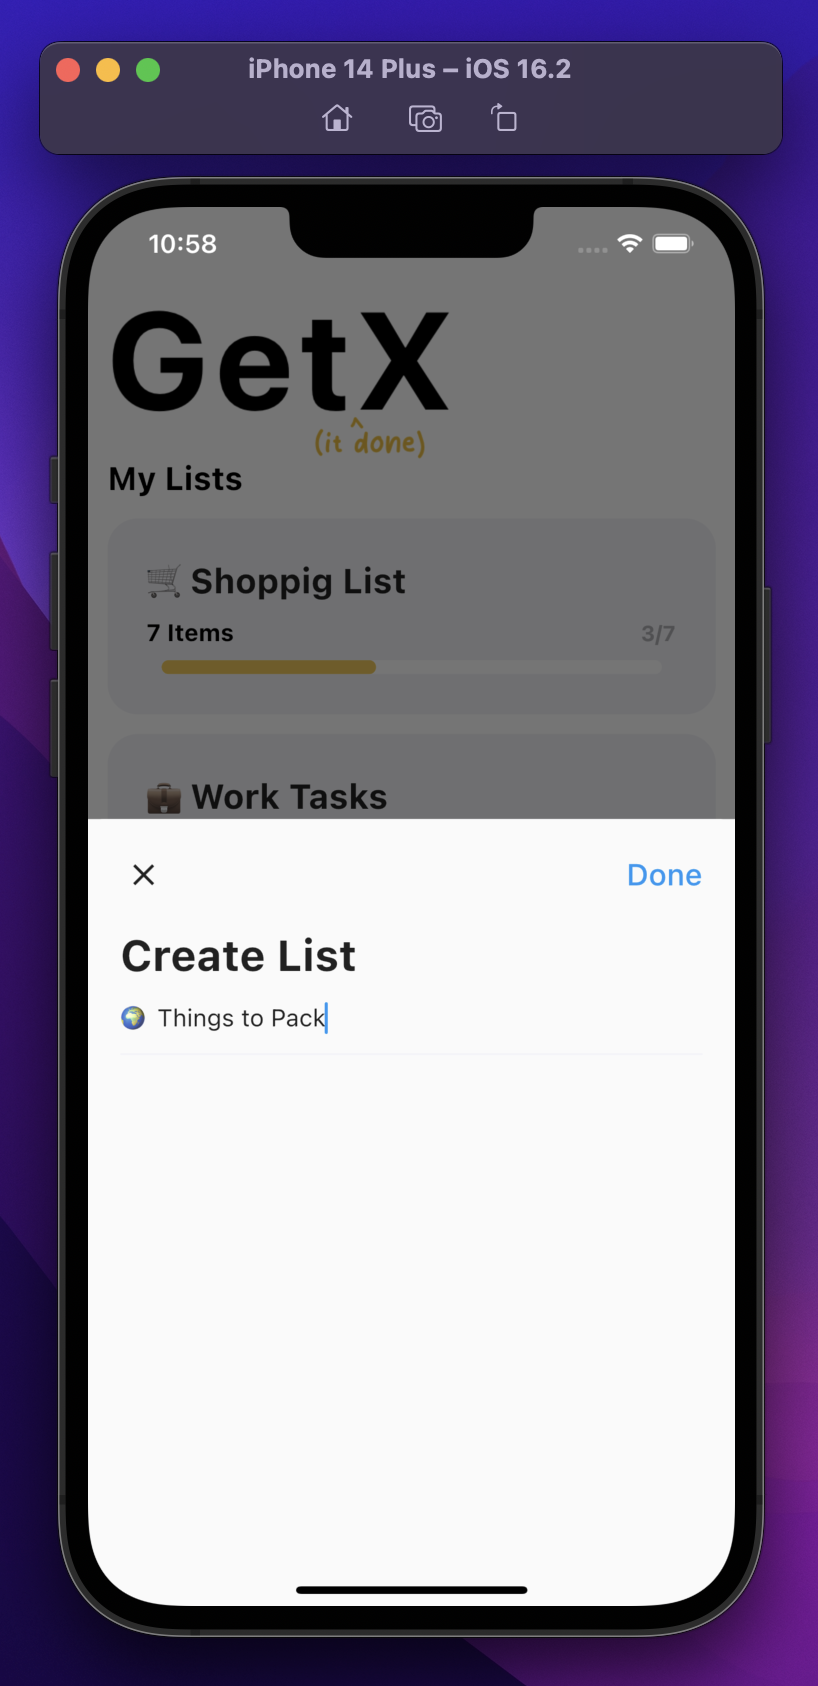 iPhone 14 Plus – iOS 16.2
10:58
GetX
(it ^done)
My Lists
🛒 Shoppig List
7 Items 3/7
💼 Work Tasks
Done
Create List
🌍 Things to Pack